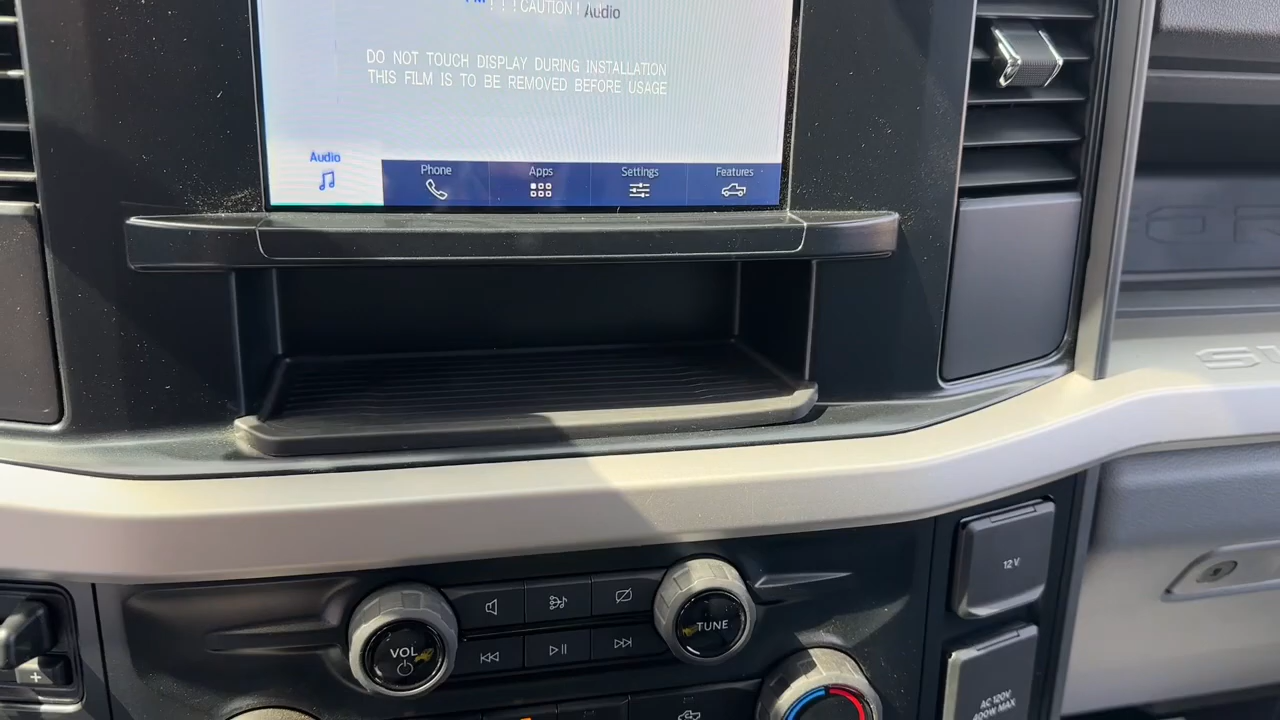 ! ! ! CAUTION ! Audio
DO NOT TOUCH DISPLAY DURING INSTALLATION
THIS FILM IS TO BE REMOVED BEFORE USAGE
Audio
Phone
Apps
Settings
Features
12 V
VOL
TUNE
AC 120V
400W MAX